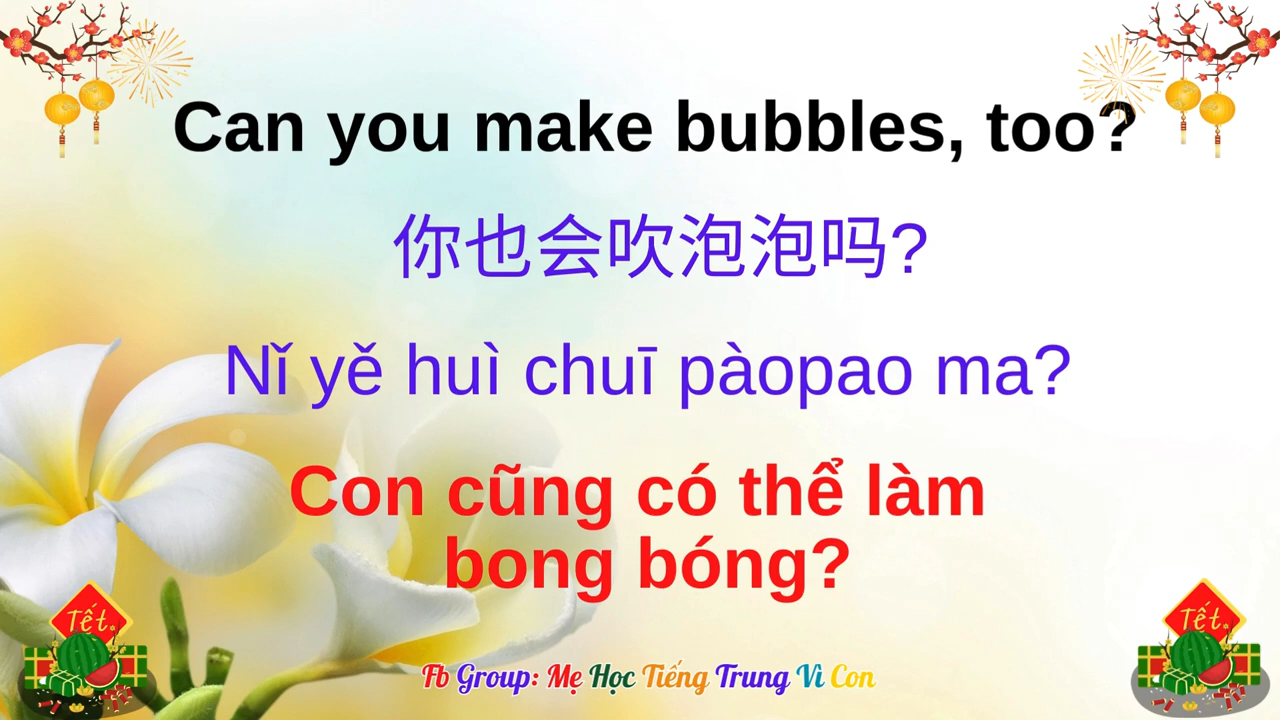 Can you make bubbles, too?
你也会吹泡泡吗?
Nǐ yě huì chuī pàopao ma?
Con cũng có thể làm
bong bóng?
Tết
Tết
Fb Group: Mẹ Học Tiếng Trung Vì Con